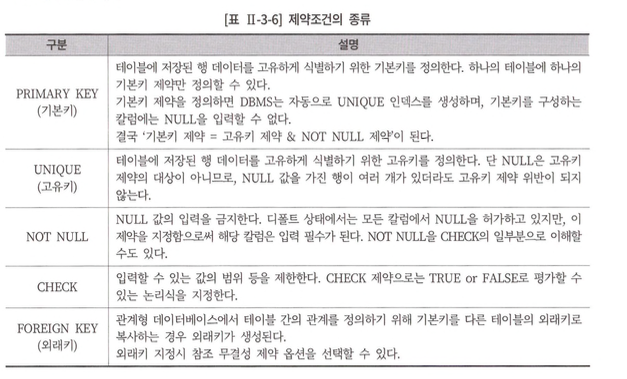 [표 Ⅱ-3-6] 제약조건의 종류
구분
설명
PRIMARY KEY
(기본키)
테이블에 저장된 행 데이터를 고유하게 식별하기 위한 기본키를 정의한다. 하나의 테이블에 하나의
기본키 제약만 정의할 수 있다.
기본키 제약을 정의하면 DBMS는 자동으로 UNIQUE 인덱스를 생성하며, 기본키를 구성하는
칼럼에는 NULL을 입력할 수 없다.
결국 ‘기본키 제약 = 고유키 제약 & NOT NULL 제약’이 된다.
UNIQUE
(고유키)
테이블에 저장된 행 데이터를 고유하게 식별하기 위한 고유키를 정의한다. 단 NULL은 고유키
제약의 대상이 아니므로, NULL 값을 가진 행이 여러 개가 있더라도 고유키 제약 위반이 되지
않는다.
NOT NULL
NULL 값의 입력을 금지한다. 디폴트 상태에서는 모든 칼럼에서 NULL을 허가하고 있지만, 이
제약을 지정함으로써 해당 칼럼은 입력 필수가 된다. NOT NULL을 CHECK의 일부분으로 이해할
수도 있다.
CHECK
입력할 수 있는 값의 범위 등을 제한한다. CHECK 제약으로는 TRUE or FALSE로 평가할 수
있는 논리식을 지정한다.
FOREIGN KEY
(외래키)
관계형 데이터베이스에서 테이블 간의 관계를 정의하기 위해 기본키를 다른 테이블의 외래키로
복사하는 경우 외래키가 생성된다.
외래키 지정시 참조 무결성 제약 옵션을 선택할 수 있다.